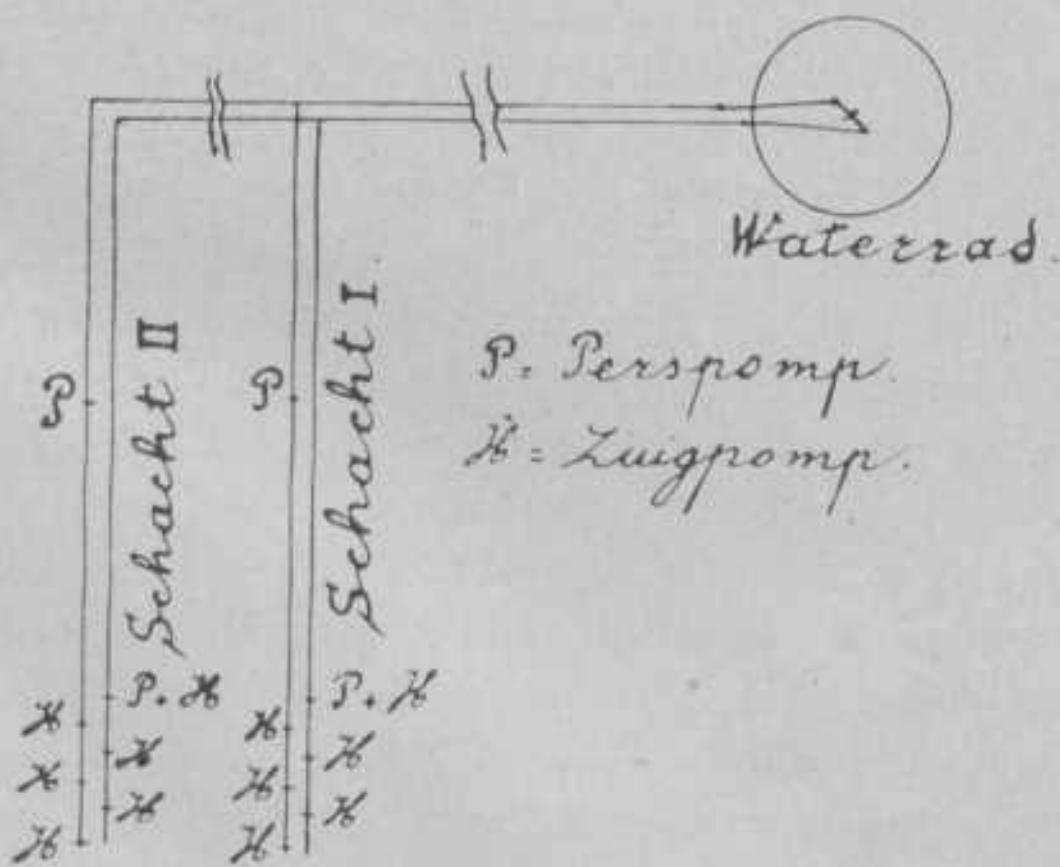 Waterrad.
Schacht II
Schacht I.
P
P
P = Perspomp.
H = Zuigpomp.
P. H
P. H
H
H
H
H
H
H
H
H
H
H